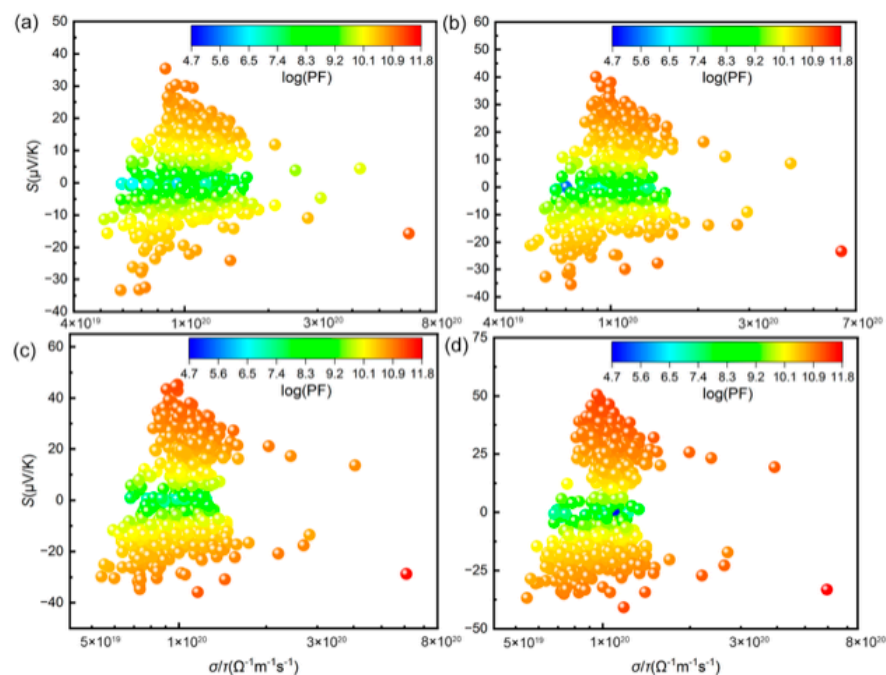 (a)
4.7 5.6 6.5 7.4 8.3 9.2 10.1 10.9 11.8
log(PF)
50
40
30
20
10
0
−10
−20
−30
−40
S(μV/K)
4×10¹⁹ 1×10²⁰ 3×10²⁰ 8×10²⁰
(b)
4.7 5.6 6.5 7.4 8.3 9.2 10.1 10.9 11.8
log(PF)
60
50
40
30
20
10
0
−10
−20
−30
−40
S(μV/K)
4×10¹⁹ 1×10²⁰ 3×10²⁰ 7×10²⁰
(c)
4.7 5.6 6.5 7.4 8.3 9.2 10.1 10.9 11.8
log(PF)
60
40
20
0
−20
−40
S(μV/K)
5×10¹⁹ 1×10²⁰ 3×10²⁰ 8×10²⁰
σ/τ(Ω⁻¹m⁻¹s⁻¹)
(d)
4.7 5.6 6.5 7.4 8.3 9.2 10.1 10.9 11.8
log(PF)
75
50
25
0
−25
−50
S(μV/K)
5×10¹⁹ 1×10²⁰ 3×10²⁰ 8×10²⁰
σ/τ(Ω⁻¹m⁻¹s⁻¹)